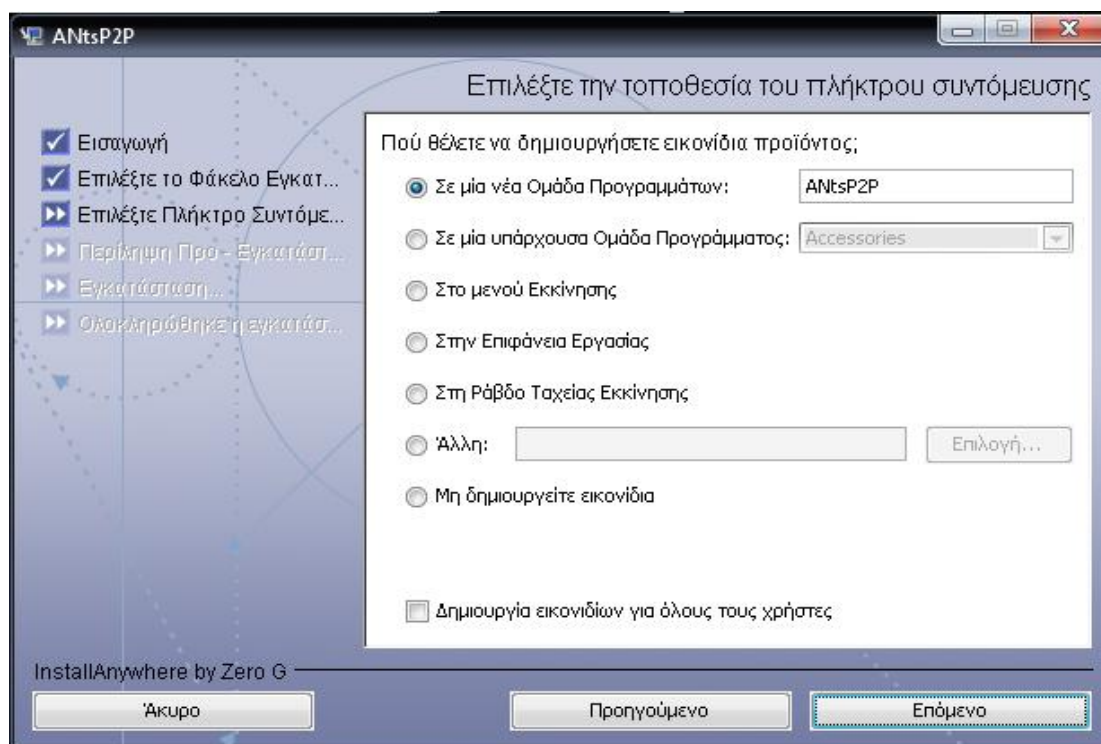 ANtsP2P
Επιλέξτε την τοποθεσία του πλήκτρου συντόμευσης
Εισαγωγή
Επιλέξτε το Φάκελο Εγκατ...
Επιλέξτε Πλήκτρο Συντόμε...
Περίληψη Προ - Εγκατάστ...
Εγκατάσταση...
Ολοκληρώθηκε η εγκατάσ...
Πού θέλετε να δημιουργήσετε εικονίδια προϊόντος;
Σε μία νέα Ομάδα Προγραμμάτων: ANtsP2P
Σε μία υπάρχουσα Ομάδα Προγράμματος: Accessories
Στο μενού Εκκίνησης
Στην Επιφάνεια Εργασίας
Στη Ράβδο Ταχείας Εκκίνησης
Άλλη: Επιλογή...
Μη δημιουργείτε εικονίδια
Δημιουργία εικονιδίων για όλους τους χρήστες
InstallAnywhere by Zero G
Άκυρο Προηγούμενο Επόμενο